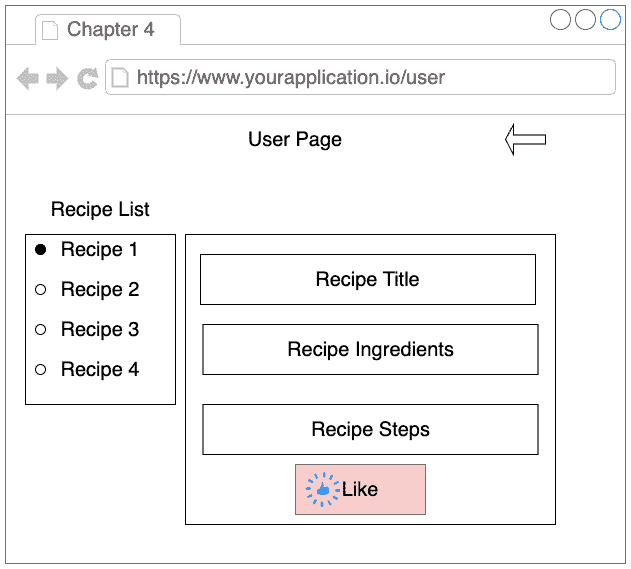 Chapter 4
https://www.yourapplication.io/user
User Page
Recipe List
Recipe 1
Recipe 2
Recipe 3
Recipe 4
Recipe Title
Recipe Ingredients
Recipe Steps
Like